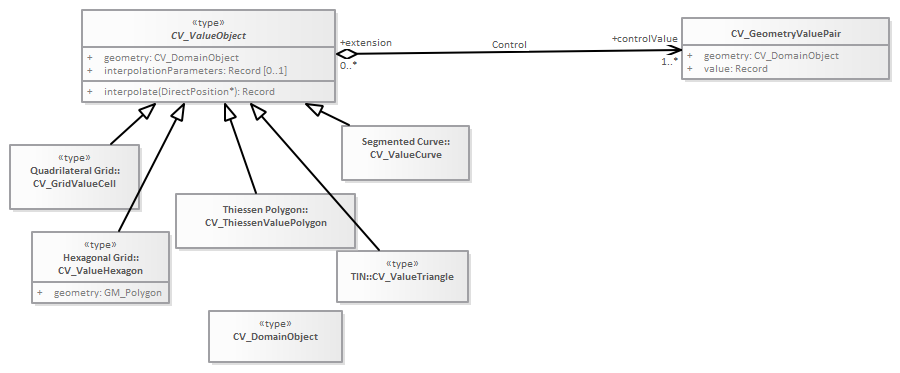 «type»
CV_ValueObject
+ geometry: CV_DomainObject
+ interpolationParameters: Record [0..1]
+ interpolate(DirectPosition*): Record
+extension
0..*
Control
+controlValue
1..*
CV_GeometryValuePair
+ geometry: CV_DomainObject
+ value: Record
Segmented Curve::
CV_ValueCurve
«type»
Quadrilateral Grid::
CV_GridValueCell
Thiessen Polygon::
CV_ThiessenValuePolygon
«type»
Hexagonal Grid::
CV_ValueHexagon
+ geometry: GM_Polygon
«type»
TIN::CV_ValueTriangle
«type»
CV_DomainObject